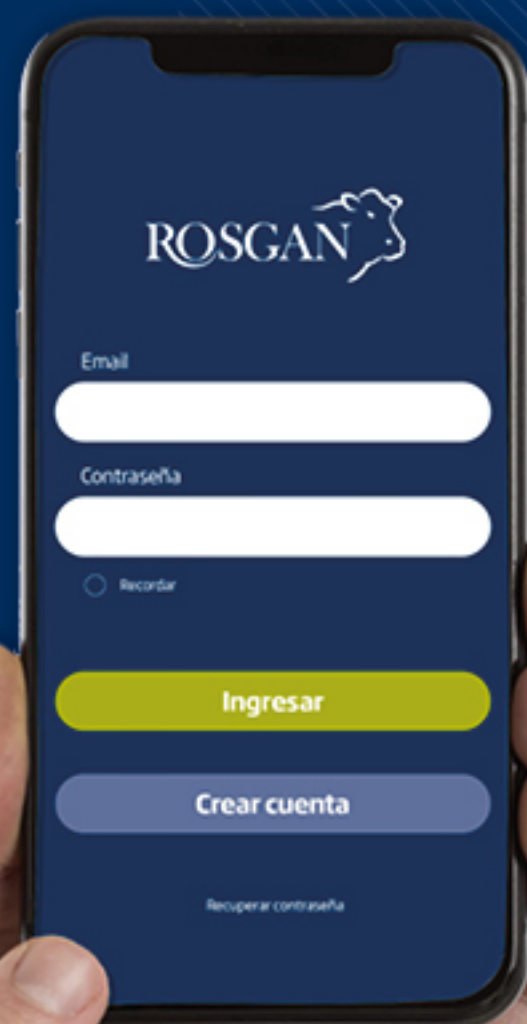 ROSGAN
Email
Contraseña
Recordar
Ingresar
Crear cuenta
Recuperar contraseña